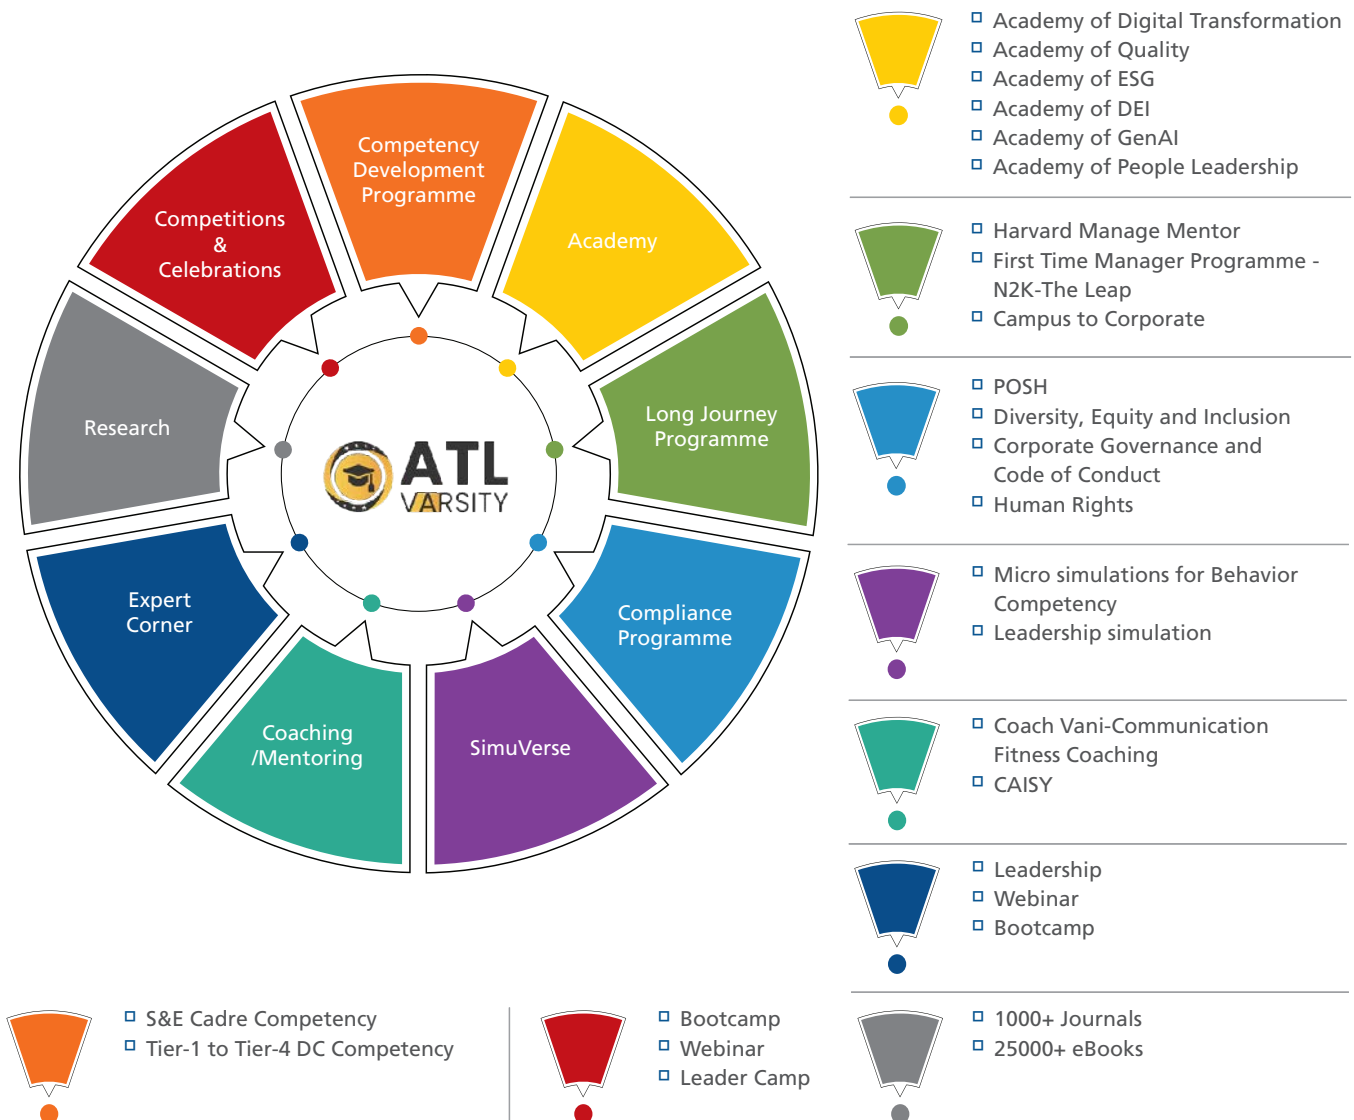 Competency
Development
Programme
Academy
Long Journey
Programme
Compliance
Programme
SimuVerse
Coaching
/Mentoring
Expert
Corner
Research
Competitions
&
Celebrations
ATL
VARSITY
Academy of Digital Transformation
Academy of Quality
Academy of ESG
Academy of DEI
Academy of GenAI
Academy of People Leadership
Harvard Manage Mentor
First Time Manager Programme -
N2K-The Leap
Campus to Corporate
POSH
Diversity, Equity and Inclusion
Corporate Governance and
Code of Conduct
Human Rights
Micro simulations for Behavior
Competency
Leadership simulation
Coach Vani-Communication
Fitness Coaching
CAISY
Leadership
Webinar
Bootcamp
S&E Cadre Competency
Tier-1 to Tier-4 DC Competency
Bootcamp
Webinar
Leader Camp
1000+ Journals
25000+ eBooks